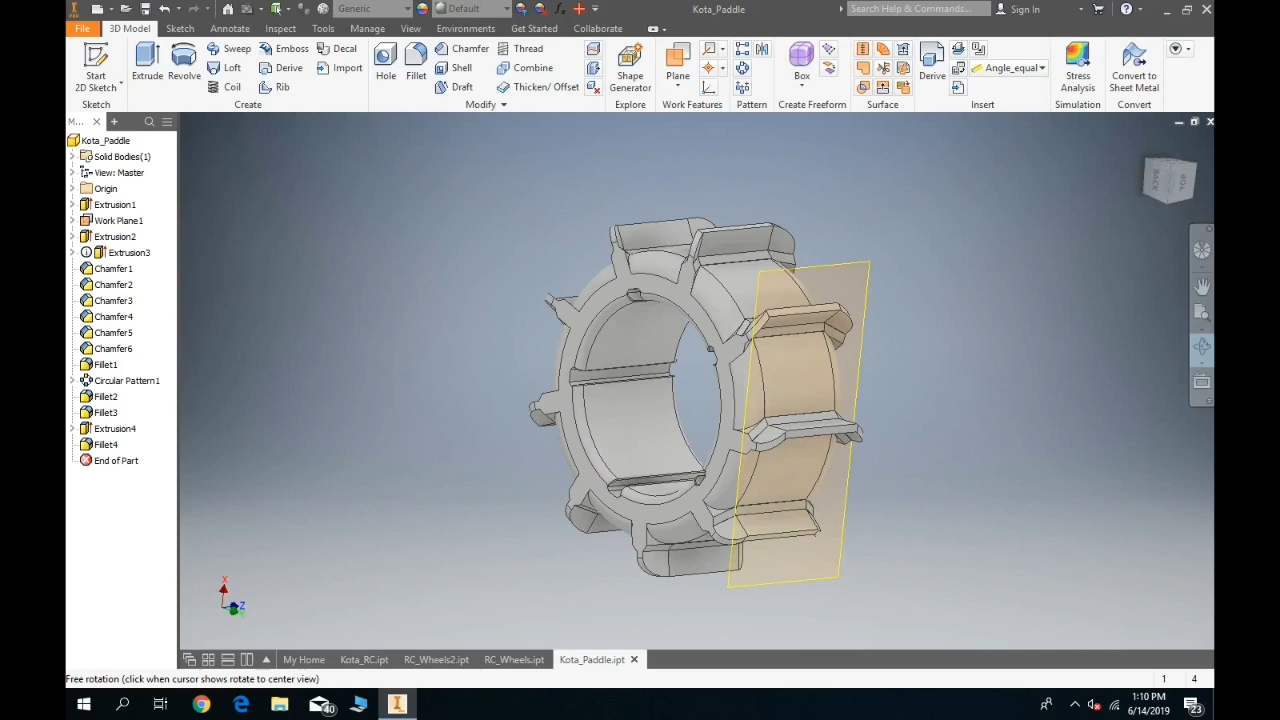 PRO
Generic
Default
Kota_Paddle
Search Help & Commands...
Sign In
File
3D Model
Sketch
Annotate
Inspect
Tools
Manage
View
Environments
Get Started
Collaborate
Start
2D Sketch
Extrude
Revolve
Sweep
Loft
Coil
Emboss
Derive
Rib
Decal
Import
Hole
Fillet
Chamfer
Shell
Draft
Thread
Combine
Thicken/ Offset
Shape
Generator
Plane
Box
Derive
Angle_equal
Stress
Analysis
Convert to
Sheet Metal
Sketch
Create
Modify
Explore
Work Features
Pattern
Create Freeform
Surface
Insert
Simulation
Convert
M...
Kota_Paddle
Solid Bodies(1)
View: Master
Origin
Extrusion1
Work Plane1
Extrusion2
Extrusion3
Chamfer1
Chamfer2
Chamfer3
Chamfer4
Chamfer5
Chamfer6
Fillet1
Circular Pattern1
Fillet2
Fillet3
Extrusion4
Fillet4
End of Part
BACK
TOP
X
Z
Y
My Home
Kota_RC.ipt
RC_Wheels2.ipt
RC_Wheels.ipt
Kota_Paddle.ipt
Free rotation (click when cursor shows rotate to center view)
1
4
40
1:10 PM
6/14/2019
23